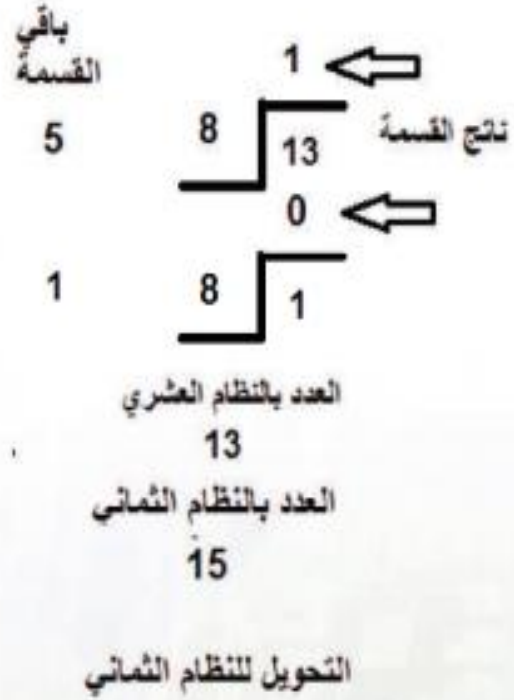 باقي
القسمة
1
5 8 13 ناتج القسمة
0
1 8 1
العدد بالنظام العشري
13
العدد بالنظام الثماني
15
التحويل للنظام الثماني